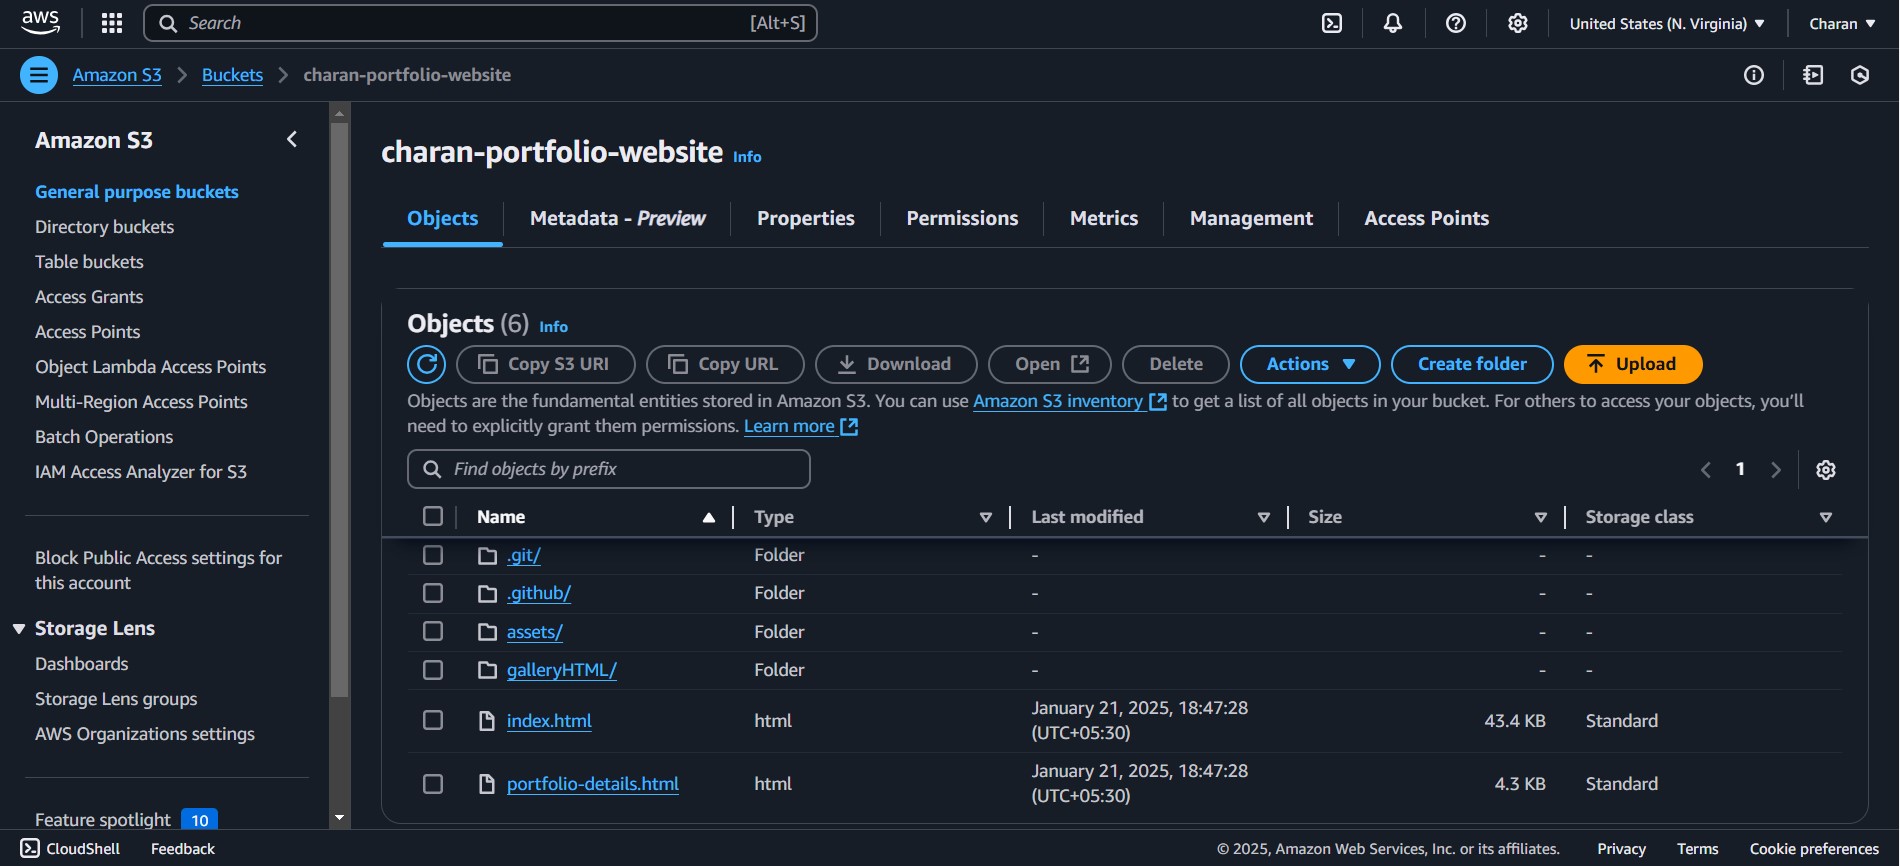 aws
Search [Alt+S]
United States (N. Virginia)
Charan
Amazon S3
Buckets
charan-portfolio-website
Amazon S3
General purpose buckets
Directory buckets
Table buckets
Access Grants
Access Points
Object Lambda Access Points
Multi-Region Access Points
Batch Operations
IAM Access Analyzer for S3
Block Public Access settings for
this account
Storage Lens
Dashboards
Storage Lens groups
AWS Organizations settings
Feature spotlight 10
charan-portfolio-website Info
Objects
Metadata - Preview
Properties
Permissions
Metrics
Management
Access Points
Objects (6) Info
Copy S3 URI
Copy URL
Download
Open
Delete
Actions
Create folder
Upload
Objects are the fundamental entities stored in Amazon S3. You can use Amazon S3 inventory to get a list of all objects in your bucket. For others to access your objects, you’ll
need to explicitly grant them permissions. Learn more
Find objects by prefix
1
Name Type Last modified Size Storage class
.git/ Folder - - -
.github/ Folder - - -
assets/ Folder - - -
galleryHTML/ Folder - - -
index.html html January 21, 2025, 18:47:28 43.4 KB Standard
(UTC+05:30)
portfolio-details.html html January 21, 2025, 18:47:28 4.3 KB Standard
(UTC+05:30)
CloudShell
Feedback
© 2025, Amazon Web Services, Inc. or its affiliates.
Privacy
Terms
Cookie preferences